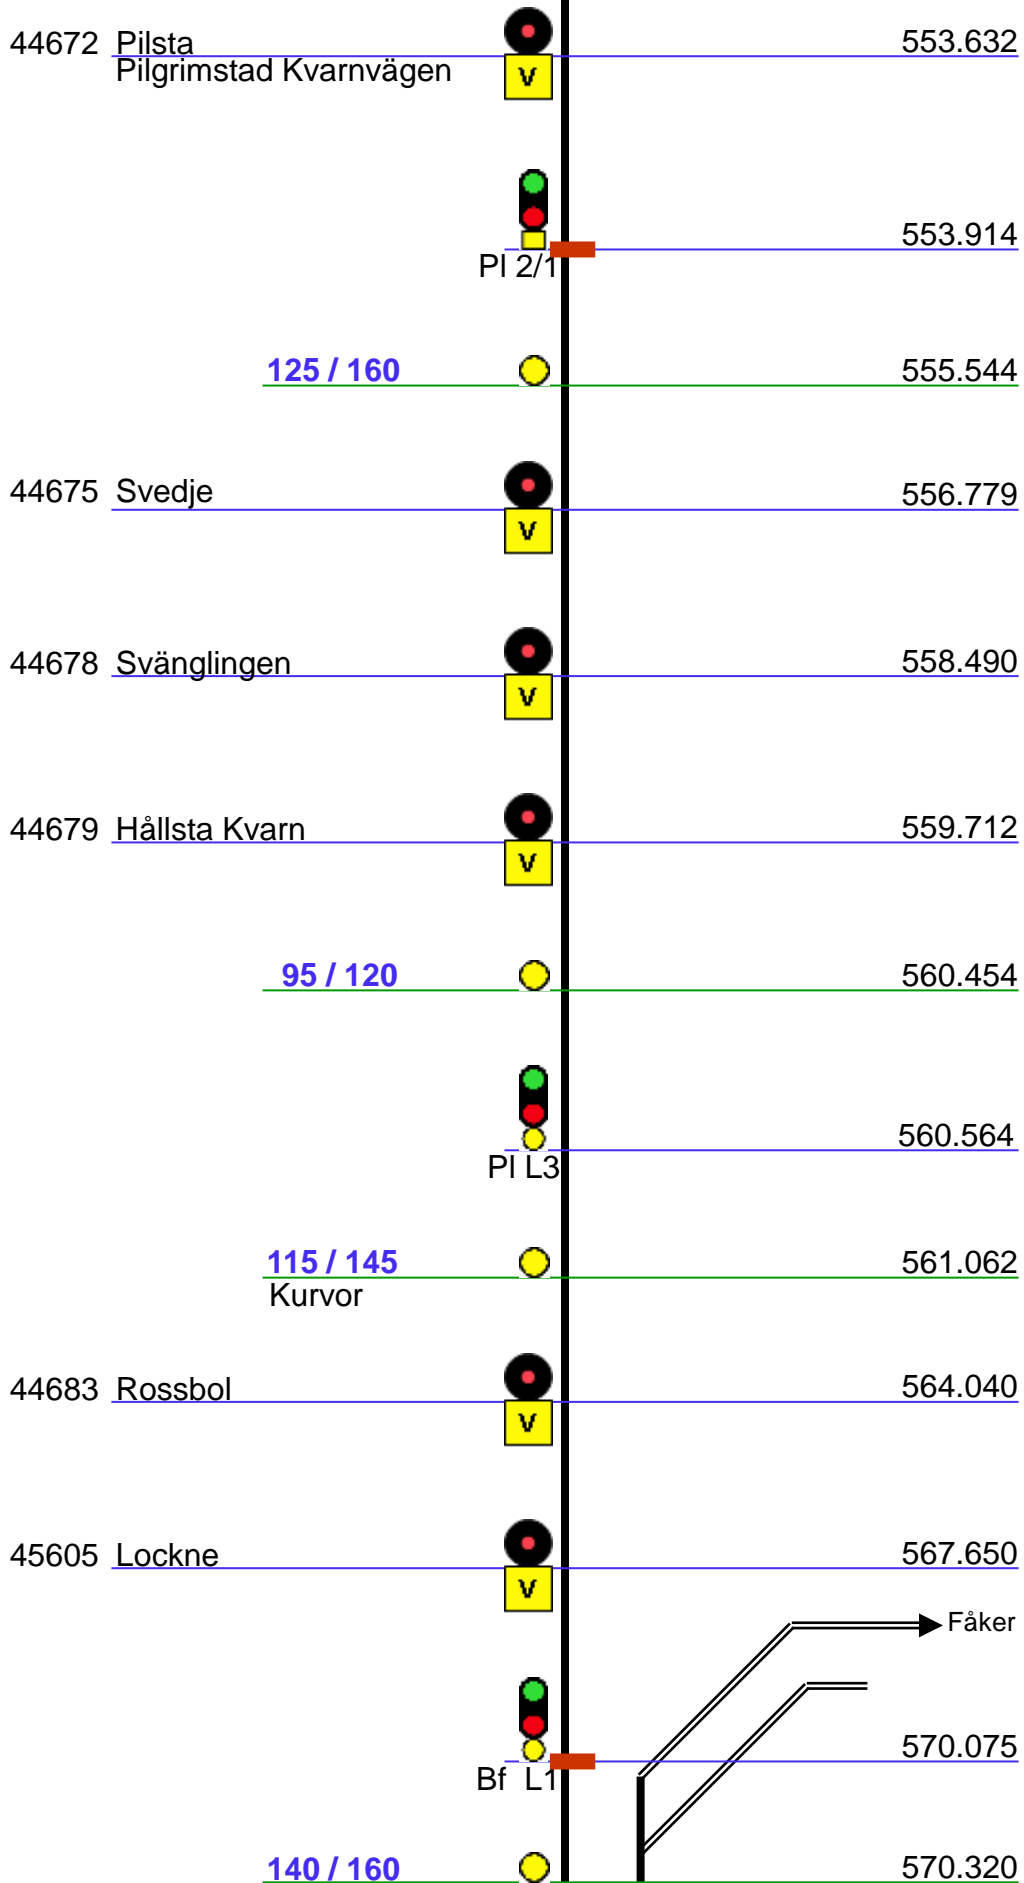 44672 Pilsta 553.632
Pilgrimstad Kvarnvägen
V
553.914
Pl 2/1
125 / 160 555.544
44675 Svedje 556.779
V
44678 Svänglingen 558.490
V
44679 Hållsta Kvarn 559.712
V
95 / 120 560.454
560.564
Pl L3
115 / 145 561.062
Kurvor
44683 Rossbol 564.040
V
45605 Lockne 567.650
V
Fåker
570.075
Bf L1
140 / 160 570.320